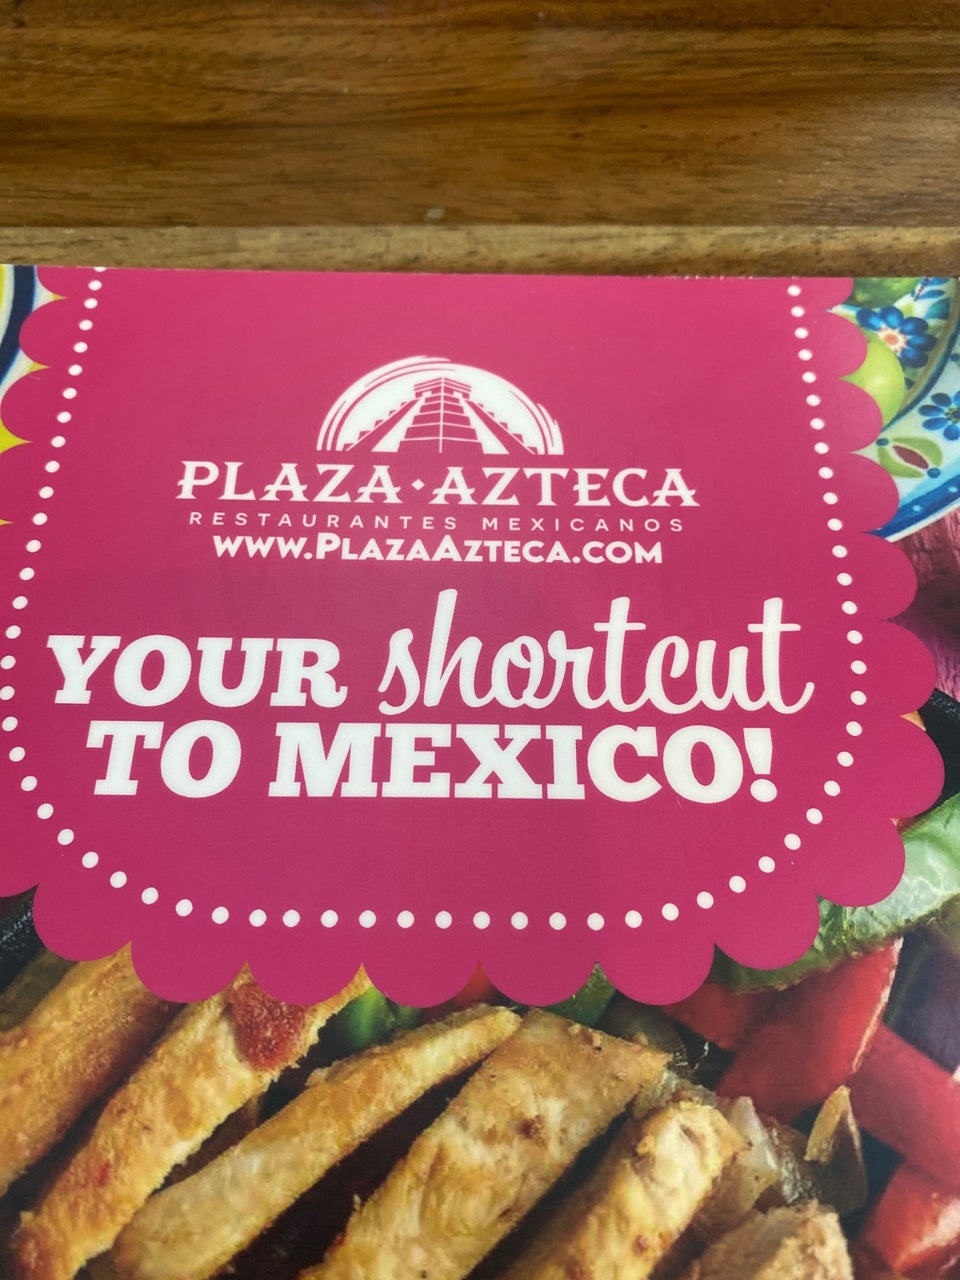 PLAZA·AZTECA
RESTAURANTES MEXICANOS
WWW.PLAZAAZTECA.COM
YOUR shortcut
TO MEXICO!